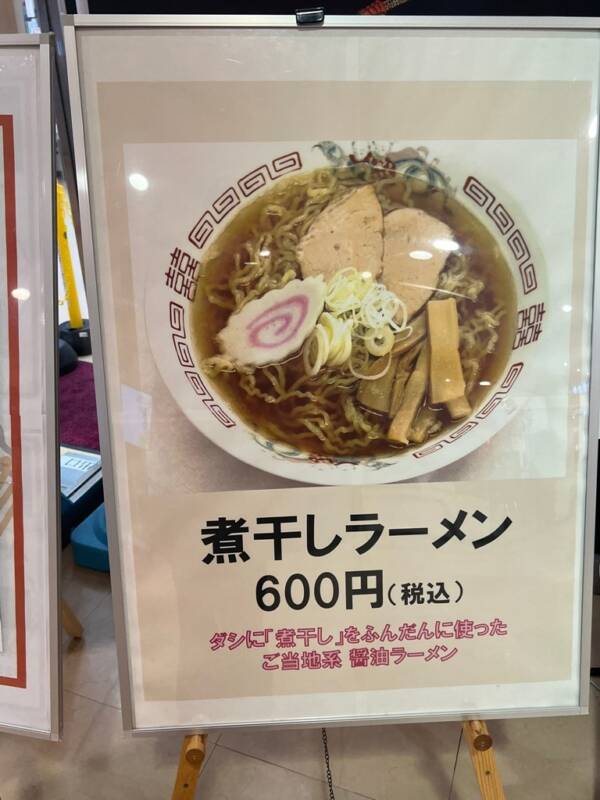 煮干しラーメン
600円(税込)
ダシに「煮干し」をふんだんに使った
ご当地系 醤油ラーメン